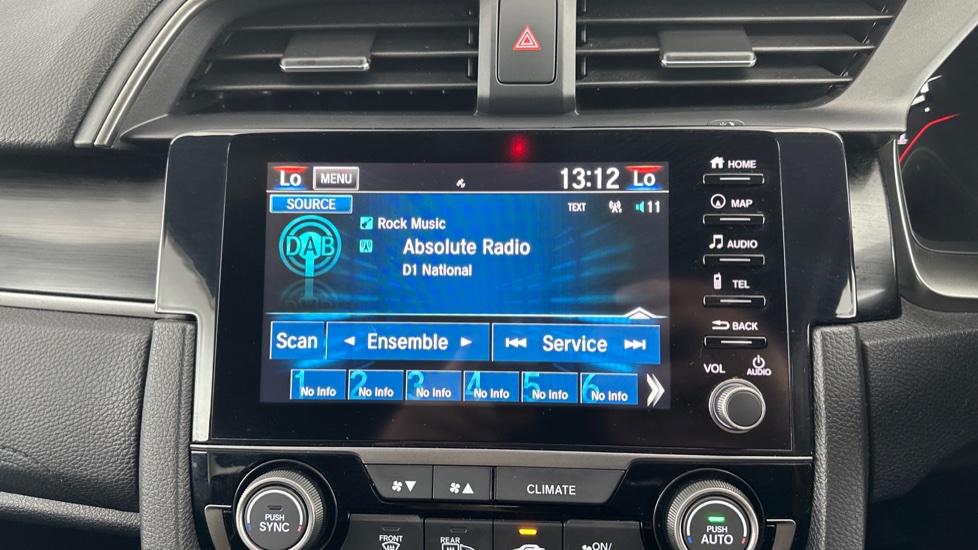 Lo MENU 13:12 Lo
HOME
SOURCE TEXT 11
MAP
DAB
Rock Music
Absolute Radio
D1 National
AUDIO
TEL
BACK
Scan Ensemble Service
VOL AUDIO
1 2 3 4 5 6
No Info No Info No Info No Info No Info No Info
CLIMATE
PUSH SYNC
PUSH AUTO
FRONT REAR ON/